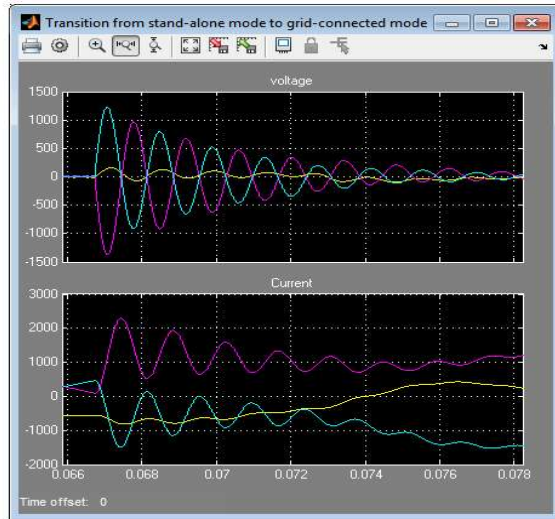 Transition from stand-alone mode to grid-connected mode
voltage
1500
1000
500
0
-500
-1000
-1500
Current
3000
2000
1000
0
-1000
-2000
0.066 0.068 0.07 0.072 0.074 0.076 0.078
Time offset: 0